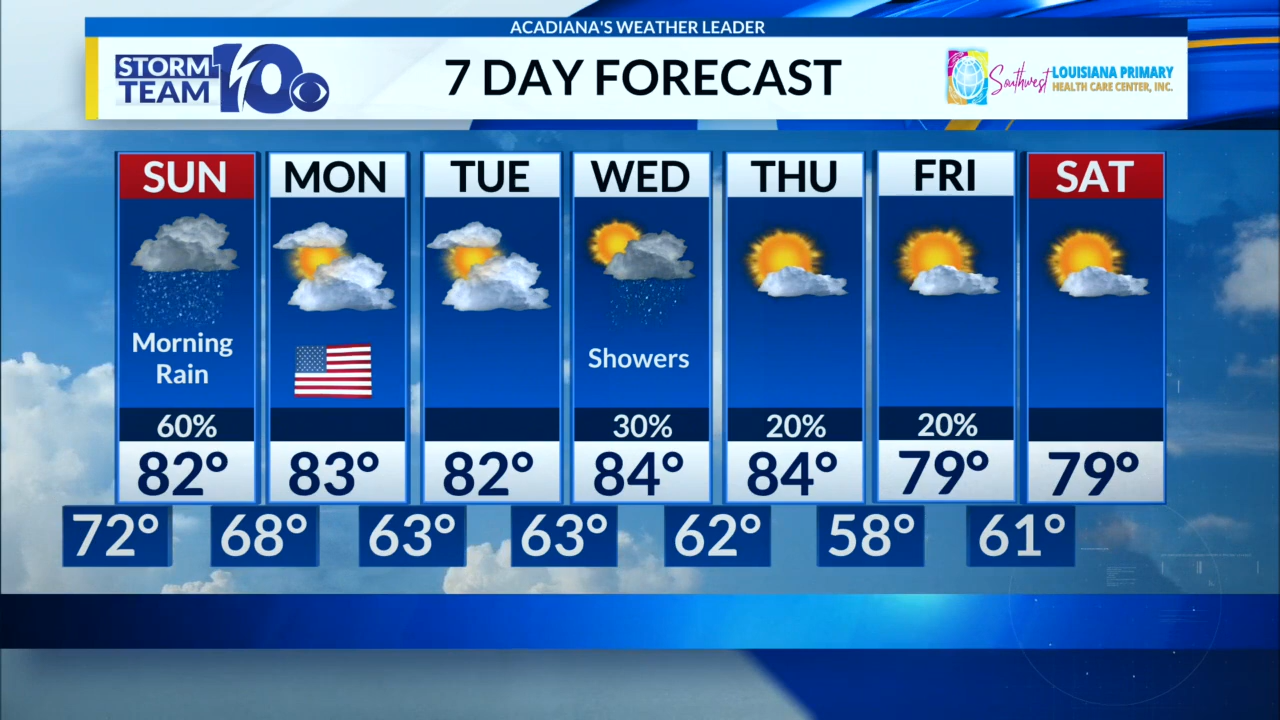 ACADIANA'S WEATHER LEADER
STORM TEAM 10
7 DAY FORECAST
Southwest LOUISIANA PRIMARY HEALTH CARE CENTER, INC.
SUN MON TUE WED THU FRI SAT
Morning
Rain
Showers
60% 30% 20% 20%
82° 83° 82° 84° 84° 79° 79°
72° 68° 63° 63° 62° 58° 61°